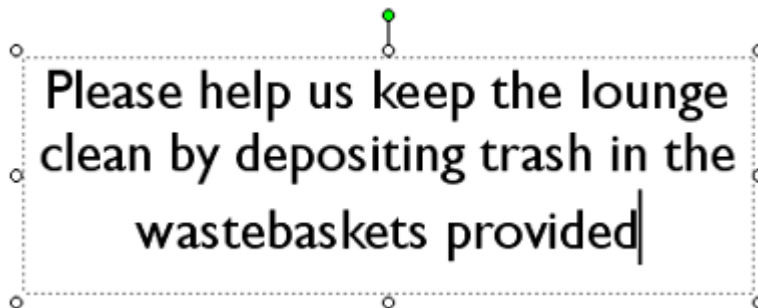 Please help us keep the lounge
clean by depositing trash in the
wastebaskets provided